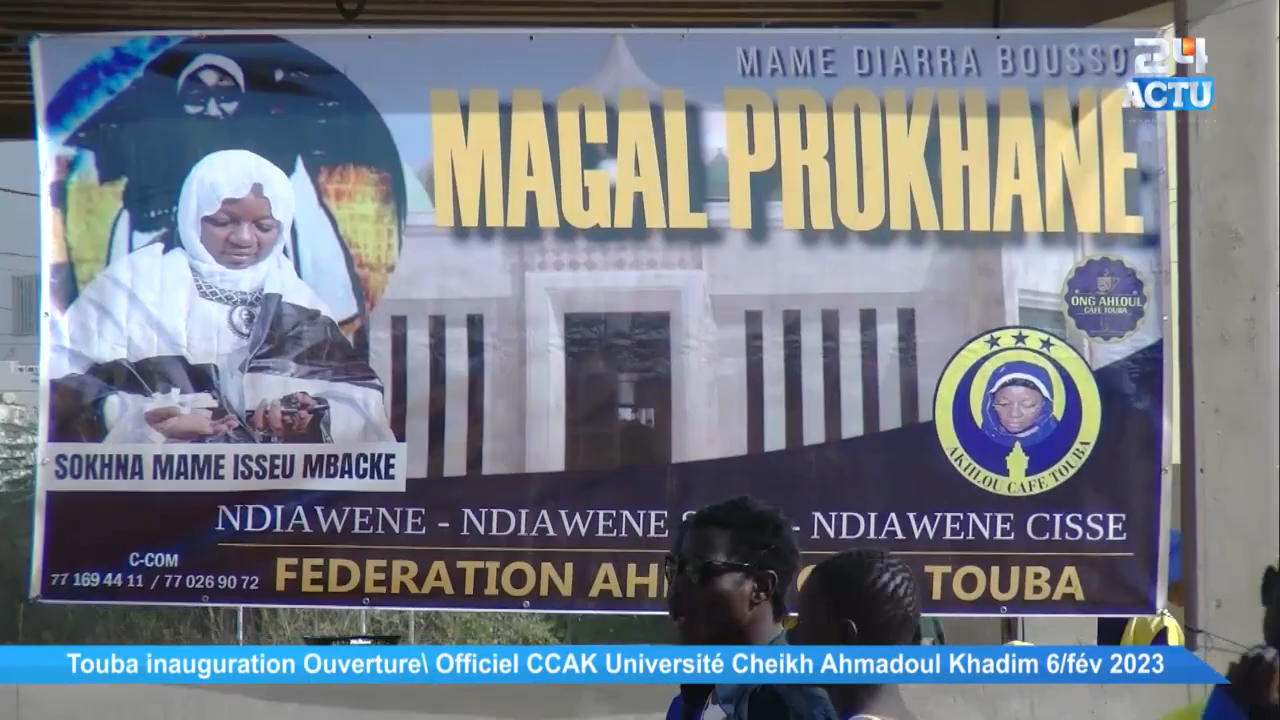 MAME DIARRA BOUSSO
24
ACTU
MAGAL PROKHANE
ONG AHLOUL
CAFE TOUBA
AKHLOU CAFE TOUBA
SOKHNA MAME ISSEU MBACKE
NDIAWENE - NDIAWENE - NDIAWENE CISSE
C-COM
77 169 44 11 / 77 026 90 72
FEDERATION AH TOUBA
Touba inauguration Ouverture\ Officiel CCAK Université Cheikh Ahmadoul Khadim 6/fév 2023